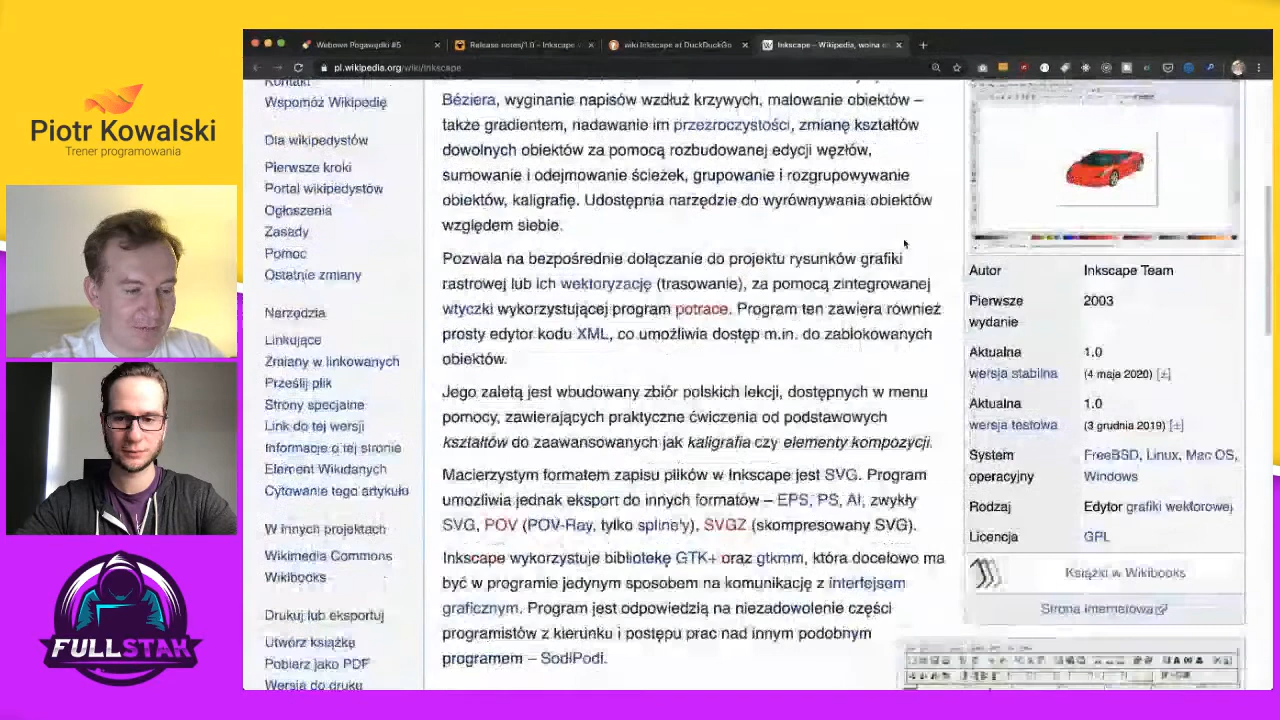 Webowe Pogawędki #5
Release notes/1.0 – Inkscape
wiki Inkscape at DuckDuckGo
Inkscape – Wikipedia, wolna
pl.wikipedia.org/wiki/Inkscape
Piotr Kowalski
Trener programowania
FULLSTAK
Kontakt
Wspomóż Wikipedię
Dla wikipedystów
Pierwsze kroki
Portal wikipedystów
Ogłoszenia
Zasady
Pomoc
Ostatnie zmiany
Narzędzia
Linkujące
Zmiany w linkowanych
Prześlij plik
Strony specjalne
Link do tej wersji
Informacje o tej stronie
Element Wikidanych
Cytowanie tego artykułu
W innych projektach
Wikimedia Commons
Wikibooks
Drukuj lub eksportuj
Utwórz książkę
Pobierz jako PDF
Wersja do druku
Béziera, wyginanie napisów wzdłuż krzywych, malowanie obiektów –
także gradientem, nadawanie im przezroczystości, zmianę kształtów
dowolnych obiektów za pomocą rozbudowanej edycji węzłów,
sumowanie i odejmowanie ścieżek, grupowanie i rozgrupowywanie
obiektów, kaligrafię. Udostępnia narzędzie do wyrównywania obiektów
względem siebie.
Pozwala na bezpośrednie dołączanie do projektu rysunków grafiki
rastrowej lub ich wektoryzację (trasowanie), za pomocą zintegrowanej
wtyczki wykorzystującej program potrace. Program ten zawiera również
prosty edytor kodu XML, co umożliwia dostęp m.in. do zablokowanych
obiektów.
Jego zaletą jest wbudowany zbiór polskich lekcji, dostępnych w menu
pomocy, zawierających praktyczne ćwiczenia od podstawowych
kształtów do zaawansowanych jak kaligrafia czy elementy kompozycji.
Macierzystym formatem zapisu plików w Inkscape jest SVG. Program
umożliwia jednak eksport do innych formatów – EPS, PS, AI, zwykły
SVG, POV (POV-Ray, tylko spline'y), SVGZ (skompresowany SVG).
Inkscape wykorzystuje bibliotekę GTK+ oraz gtkmm, która docelowo ma
być w programie jedynym sposobem na komunikację z interfejsem
graficznym. Program jest odpowiedzią na niezadowolenie części
programistów z kierunku i postępu prac nad innym podobnym
programem – SodiPodi.
Autor Inkscape Team
Pierwsze wydanie 2003
Aktualna wersja stabilna 1.0 (4 maja 2020) [±]
Aktualna wersja testowa 1.0 (3 grudnia 2019) [±]
System operacyjny FreeBSD, Linux, Mac OS, Windows
Rodzaj Edytor grafiki wektorowej
Licencja GPL
Książki w Wikibooks
Strona internetowa